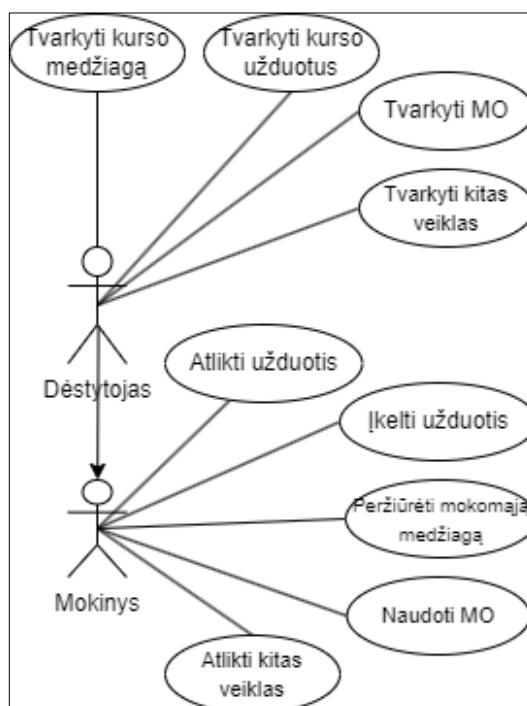 Tvarkyti kurso
medžiagą
Tvarkyti kurso
užduotus
Tvarkyti MO
Tvarkyti kitas
veiklas
Dėstytojas
Atlikti užduotis
Įkelti užduotis
Peržiūrėti mokomąją
medžiagą
Mokinys
Naudoti MO
Atlikti kitas
veiklas